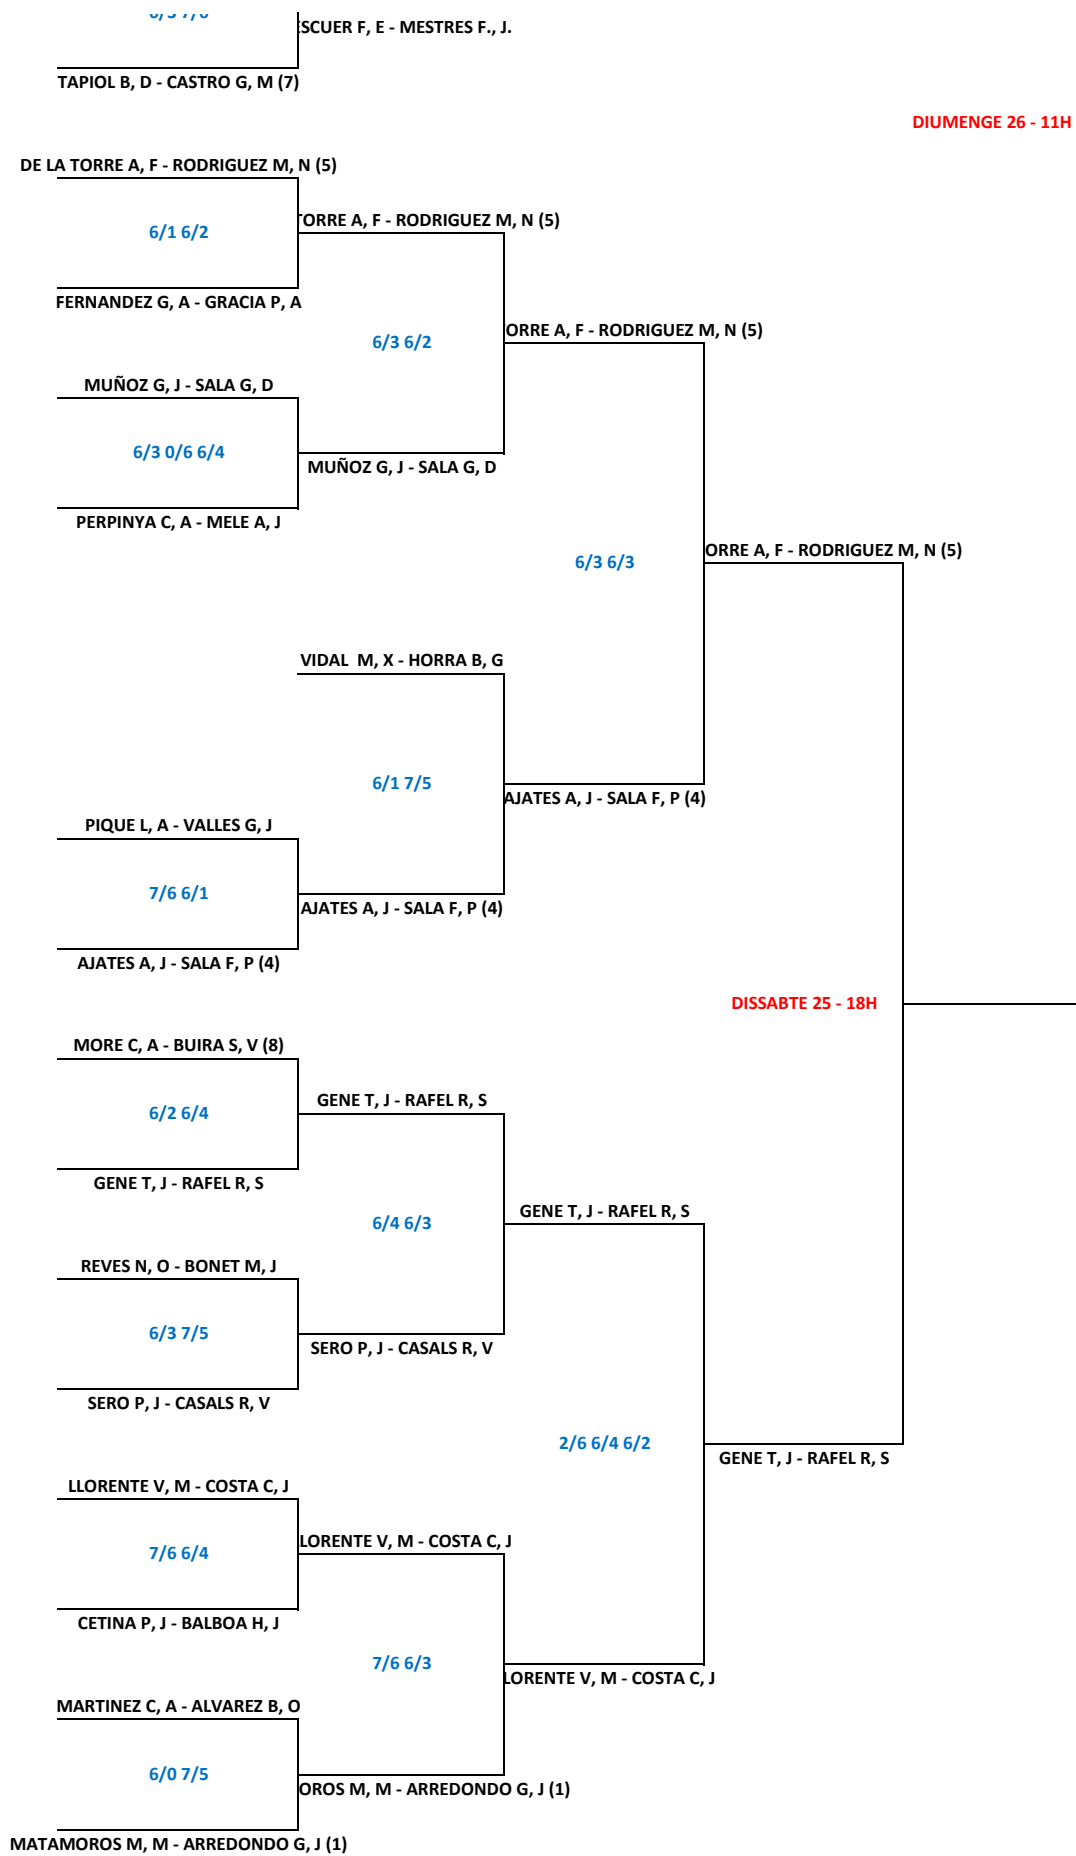 SCUER F, E - MESTRES F., J.
TAPIOL B, D - CASTRO G, M (7)
DIUMENGE 26 - 11H
DE LA TORRE A, F - RODRIGUEZ M, N (5)
6/1 6/2
TORRE A, F - RODRIGUEZ M, N (5)
FERNANDEZ G, A - GRACIA P, A
6/3 6/2
ORRE A, F - RODRIGUEZ M, N (5)
MUÑOZ G, J - SALA G, D
6/3 0/6 6/4
MUÑOZ G, J - SALA G, D
PERPINYA C, A - MELE A, J
6/3 6/3
ORRE A, F - RODRIGUEZ M, N (5)
VIDAL  M, X - HORRA B, G
6/1 7/5
AJATES A, J - SALA F, P (4)
PIQUE L, A - VALLES G, J
7/6 6/1
AJATES A, J - SALA F, P (4)
AJATES A, J - SALA F, P (4)
DISSABTE 25 - 18H
MORE C, A - BUIRA S, V (8)
6/2 6/4
GENE T, J - RAFEL R, S
GENE T, J - RAFEL R, S
6/4 6/3
GENE T, J - RAFEL R, S
REVES N, O - BONET M, J
6/3 7/5
SERO P, J - CASALS R, V
SERO P, J - CASALS R, V
2/6 6/4 6/2
GENE T, J - RAFEL R, S
LLORENTE V, M - COSTA C, J
7/6 6/4
LORENTE V, M - COSTA C, J
CETINA P, J - BALBOA H, J
7/6 6/3
LORENTE V, M - COSTA C, J
MARTINEZ C, A - ALVAREZ B, O
6/0 7/5
OROS M, M - ARREDONDO G, J (1)
MATAMOROS M, M - ARREDONDO G, J (1)